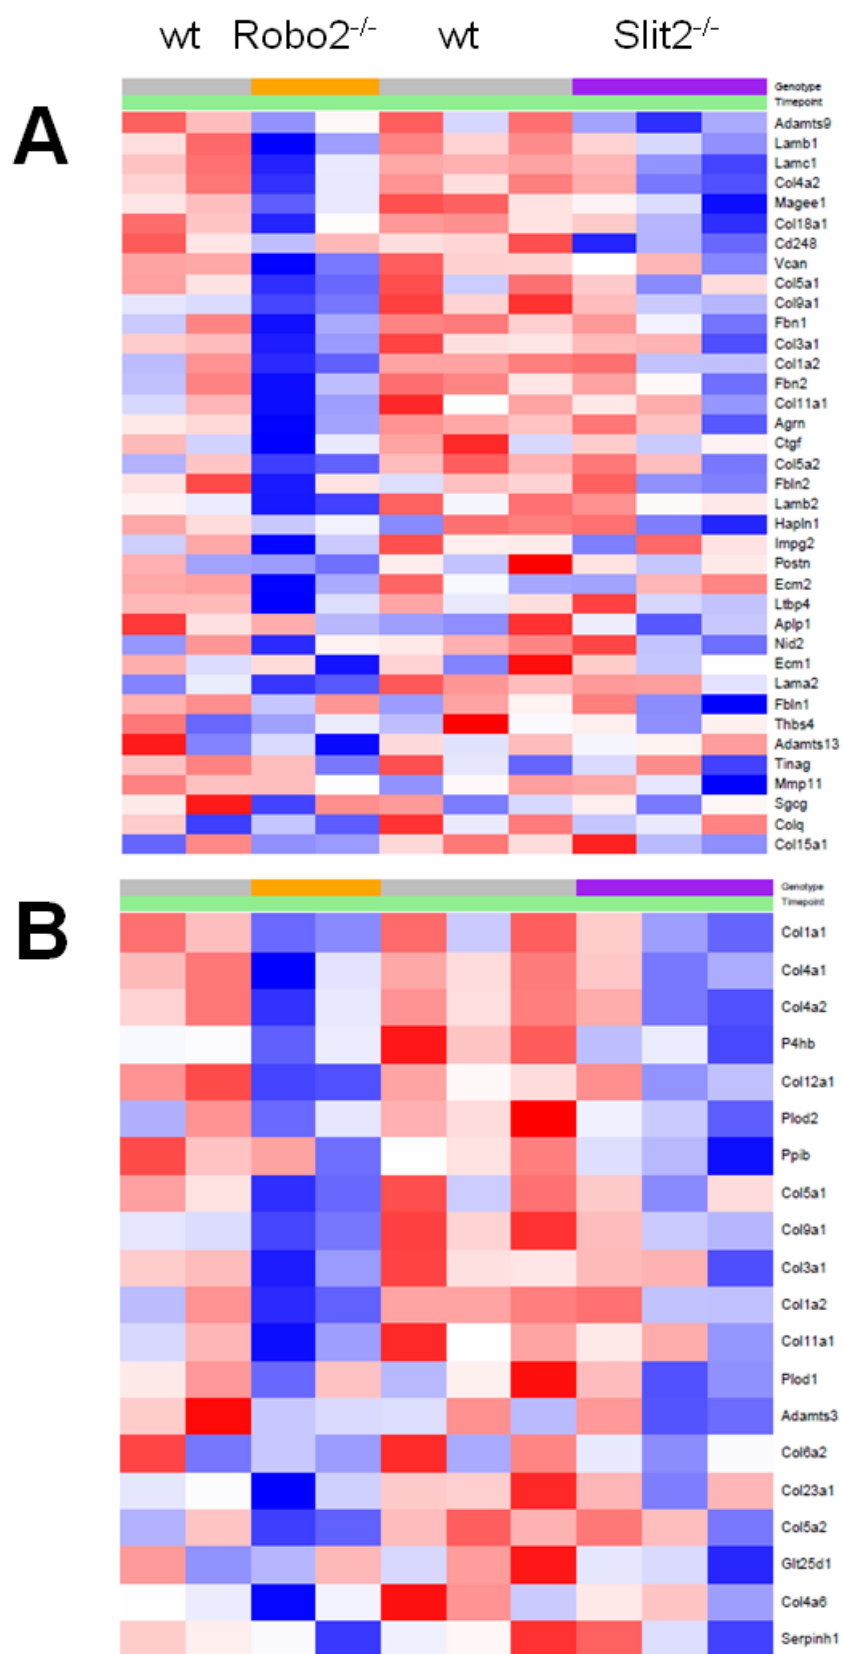 wt Robo2-/- wt Slit2-/-
A
Genotype
Timepoint
Adamts9
Lamb1
Lamc1
Col4a2
Magee1
Col18a1
Cd248
Vcan
Col5a1
Col9a1
Fbn1
Col3a1
Col1a2
Fbn2
Col11a1
Agrn
Ctgf
Col5a2
Fbln2
Lamb2
Hapln1
Impg2
Postn
Ecm2
Ltbp4
Aplp1
Nid2
Ecm1
Lama2
Fbln1
Thbs4
Adamts13
Tinag
Mmp11
Sgcg
Colq
Col15a1
B
Genotype
Timepoint
Col1a1
Col4a1
Col4a2
P4hb
Col12a1
Plod2
Ppib
Col5a1
Col9a1
Col3a1
Col1a2
Col11a1
Plod1
Adamts3
Col6a2
Col23a1
Col5a2
Glt25d1
Col4a6
Serpinh1